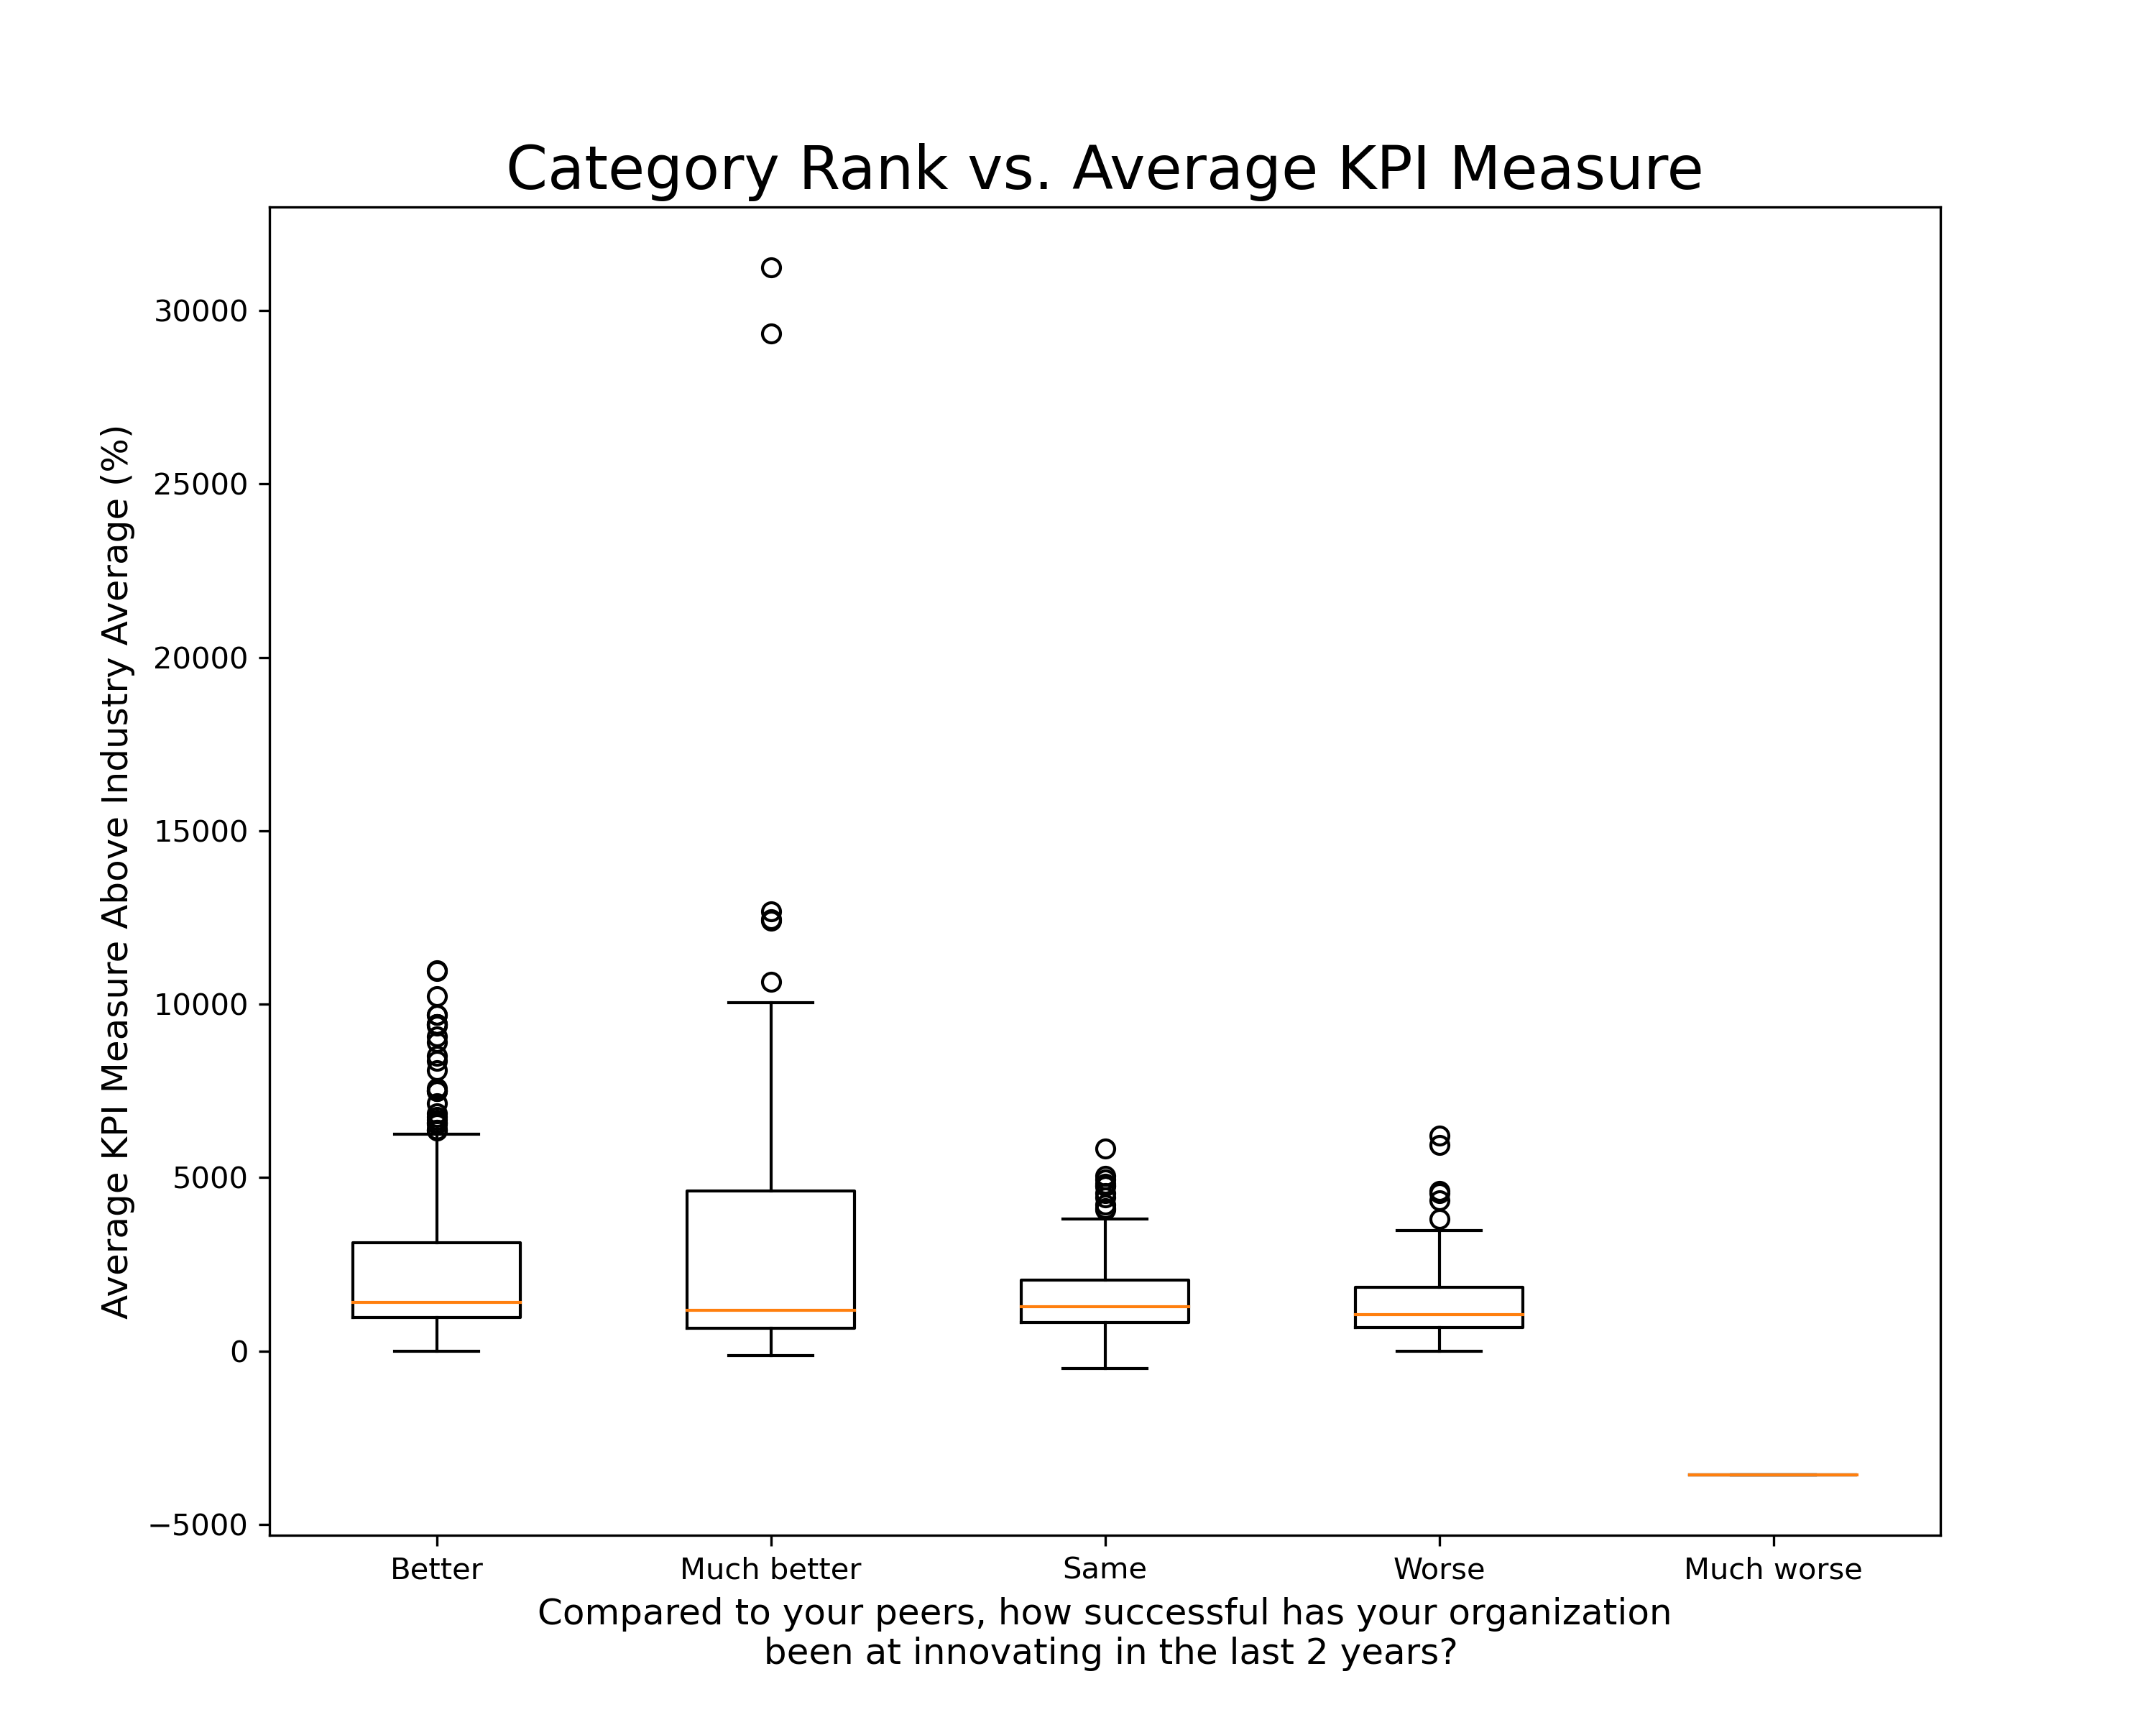 Category Rank vs. Average KPI Measure
Average KPI Measure Above Industry Average (%)
30000
25000
20000
15000
10000
5000
0
−5000
Better
Much better
Same
Worse
Much worse
Compared to your peers, how successful has your organization
been at innovating in the last 2 years?